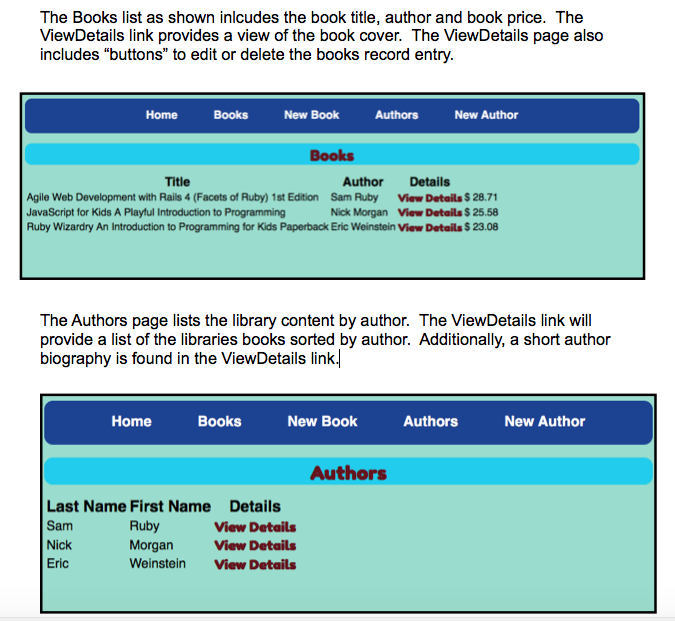 The Books list as shown inlcudes the book title, author and book price.  The
ViewDetails link provides a view of the book cover.  The ViewDetails page also
includes “buttons” to edit or delete the books record entry.
Home Books New Book Authors New Author
Books
Title Author Details
Agile Web Development with Rails 4 (Facets of Ruby) 1st Edition Sam Ruby View Details $ 28.71
JavaScript for Kids A Playful Introduction to Programming Nick Morgan View Details $ 25.58
Ruby Wizardry An Introduction to Programming for Kids Paperback Eric Weinstein View Details $ 23.08
The Authors page lists the library content by author.  The ViewDetails link will
provide a list of the libraries books sorted by author.  Additionally, a short author
biography is found in the ViewDetails link.
Home Books New Book Authors New Author
Authors
Last Name First Name Details
Sam Ruby View Details
Nick Morgan View Details
Eric Weinstein View Details